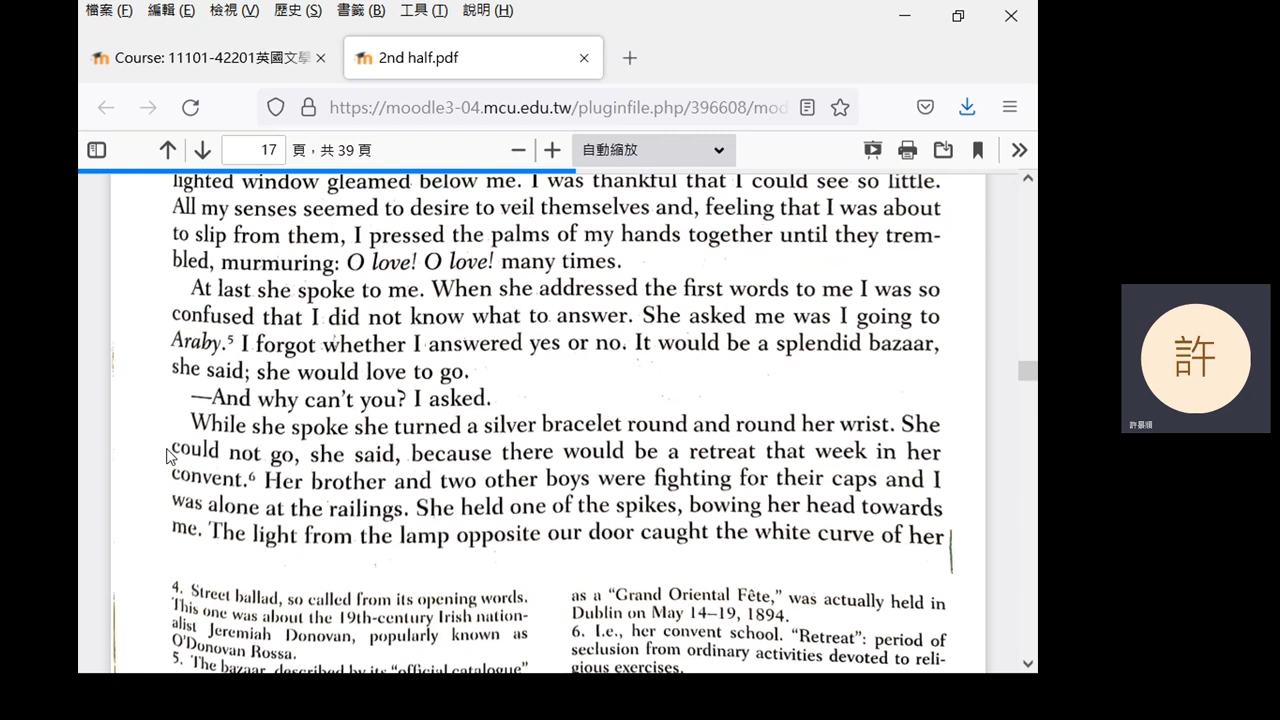 檔案 (F) 編輯 (E) 檢視 (V) 歷史 (S) 書籤 (B) 工具 (T) 說明 (H)
Course: 11101-42201英國文學
2nd half.pdf
https://moodle3-04.mcu.edu.tw/pluginfile.php/396608/mod
17 頁，共 39 頁
自動縮放
lighted window gleamed below me. I was thankful that I could see so little.
All my senses seemed to desire to veil themselves and, feeling that I was about
to slip from them, I pressed the palms of my hands together until they trem-
bled, murmuring: O love! O love! many times.
At last she spoke to me. When she addressed the first words to me I was so
confused that I did not know what to answer. She asked me was I going to
Araby.5 I forgot whether I answered yes or no. It would be a splendid bazaar,
she said; she would love to go.
—And why can't you? I asked.
While she spoke she turned a silver bracelet round and round her wrist. She
could not go, she said, because there would be a retreat that week in her
convent.6 Her brother and two other boys were fighting for their caps and I
was alone at the railings. She held one of the spikes, bowing her head towards
me. The light from the lamp opposite our door caught the white curve of her
4. Street ballad, so called from its opening words.
This one was about the 19th-century Irish nation-
alist Jeremiah Donovan, popularly known as
O'Donovan Rossa.
5. The bazaar, described by its "official catalogue"
as a "Grand Oriental Fête," was actually held in
Dublin on May 14–19, 1894.
6. I.e., her convent school. "Retreat": period of
seclusion from ordinary activities devoted to reli-
gious exercises.
許
許景順